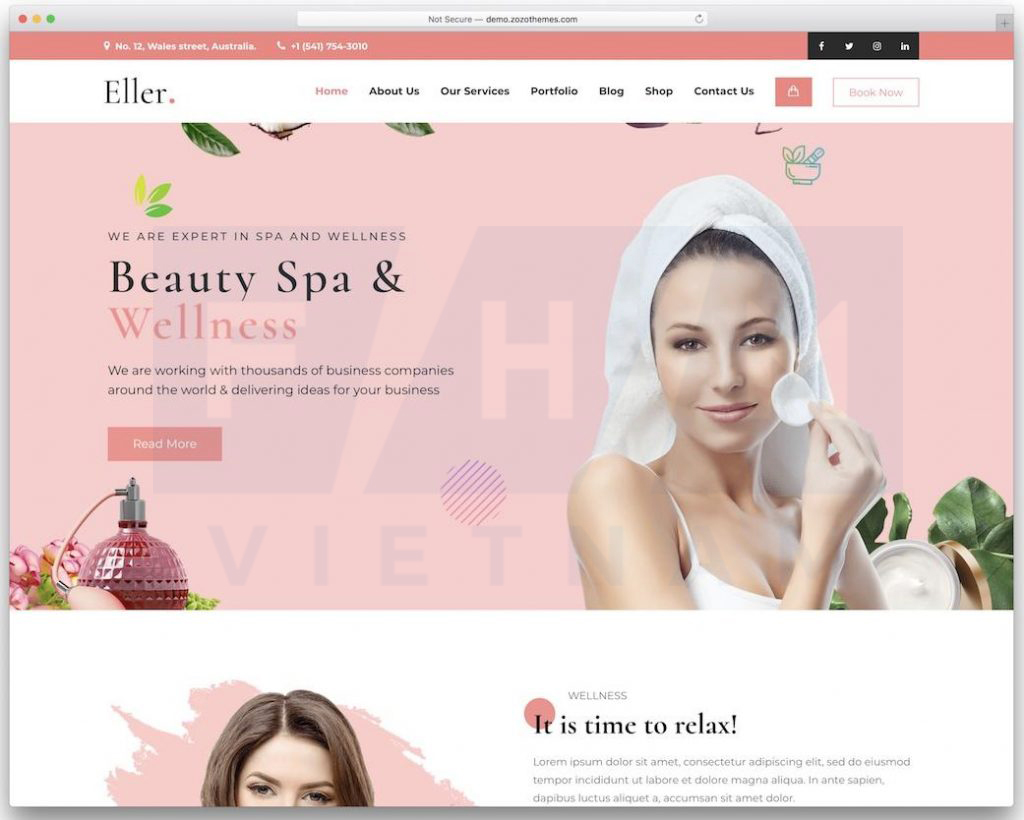 Not Secure — demo.zozothemes.com
No. 12, Wales street, Australia. +1 (541) 754-3010
Eller.
Home About Us Our Services Portfolio Blog Shop Contact Us Book Now
WE ARE EXPERT IN SPA AND WELLNESS
Beauty Spa &
Wellness
We are working with thousands of business companies
around the world & delivering ideas for your business
Read More
VIETNAM
WELLNESS
It is time to relax!
Lorem ipsum dolor sit amet, consectetur adipiscing elit, sed do eiusmod
tempor incididunt ut labore et dolore magna aliqua. In ante sapien,
dapibus luctus aliquet a, accumsan sit amet dolor.